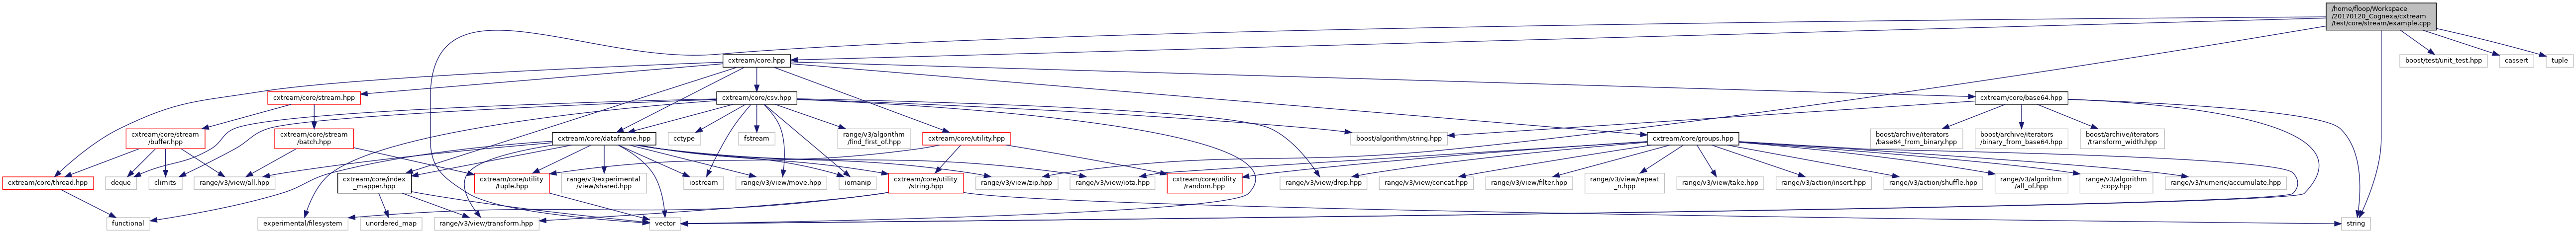 /home/floop/Workspace
/20170120_Cognexa/cxtream
/test/core/stream/example.cpp
cxtream/core.hpp
boost/test/unit_test.hpp
cassert
tuple
cxtream/core/stream.hpp
cxtream/core/csv.hpp
cxtream/core/base64.hpp
cxtream/core/stream
/buffer.hpp
cxtream/core/stream
/batch.hpp
cxtream/core/dataframe.hpp
cctype
fstream
range/v3/algorithm
/find_first_of.hpp
cxtream/core/utility.hpp
boost/algorithm/string.hpp
cxtream/core/groups.hpp
boost/archive/iterators
/base64_from_binary.hpp
boost/archive/iterators
/binary_from_base64.hpp
boost/archive/iterators
/transform_width.hpp
cxtream/core/thread.hpp
deque
climits
range/v3/view/all.hpp
cxtream/core/index
_mapper.hpp
cxtream/core/utility
/tuple.hpp
range/v3/experimental
/view/shared.hpp
iostream
range/v3/view/move.hpp
iomanip
cxtream/core/utility
/string.hpp
range/v3/view/zip.hpp
range/v3/view/iota.hpp
cxtream/core/utility
/random.hpp
range/v3/view/drop.hpp
range/v3/view/concat.hpp
range/v3/view/filter.hpp
range/v3/view/repeat
_n.hpp
range/v3/view/take.hpp
range/v3/action/insert.hpp
range/v3/action/shuffle.hpp
range/v3/algorithm
/all_of.hpp
range/v3/algorithm
/copy.hpp
range/v3/numeric/accumulate.hpp
functional
experimental/filesystem
unordered_map
range/v3/view/transform.hpp
vector
string